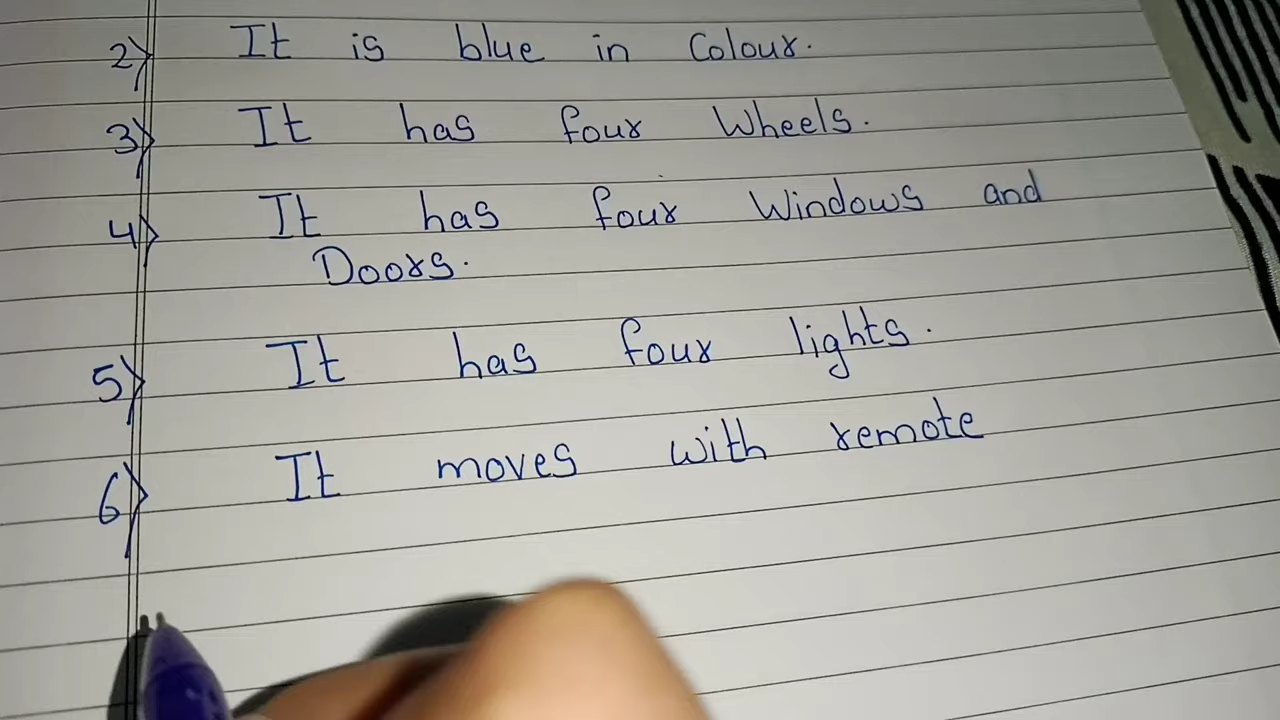 2) It is blue in Colour.
3) It has four Wheels.
4) It has four Windows and
Doors.
5) It has four lights.
6) It moves with remote